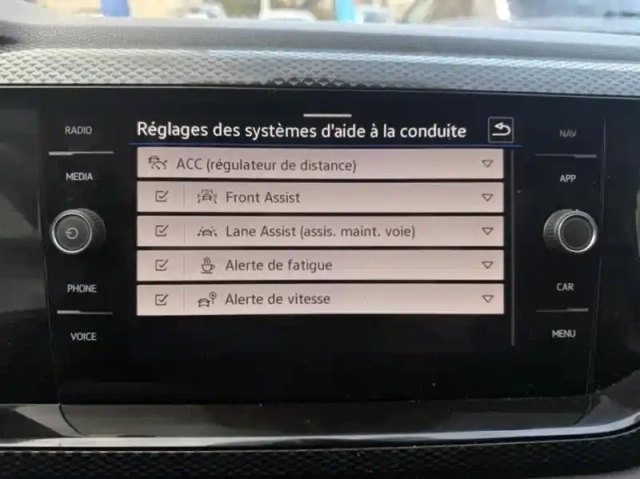 Réglages des systèmes d'aide à la conduite
RADIO
NAV
ACC (régulateur de distance)
MEDIA
APP
Front Assist
Lane Assist (assis. maint. voie)
Alerte de fatigue
PHONE
CAR
Alerte de vitesse
VOICE
MENU